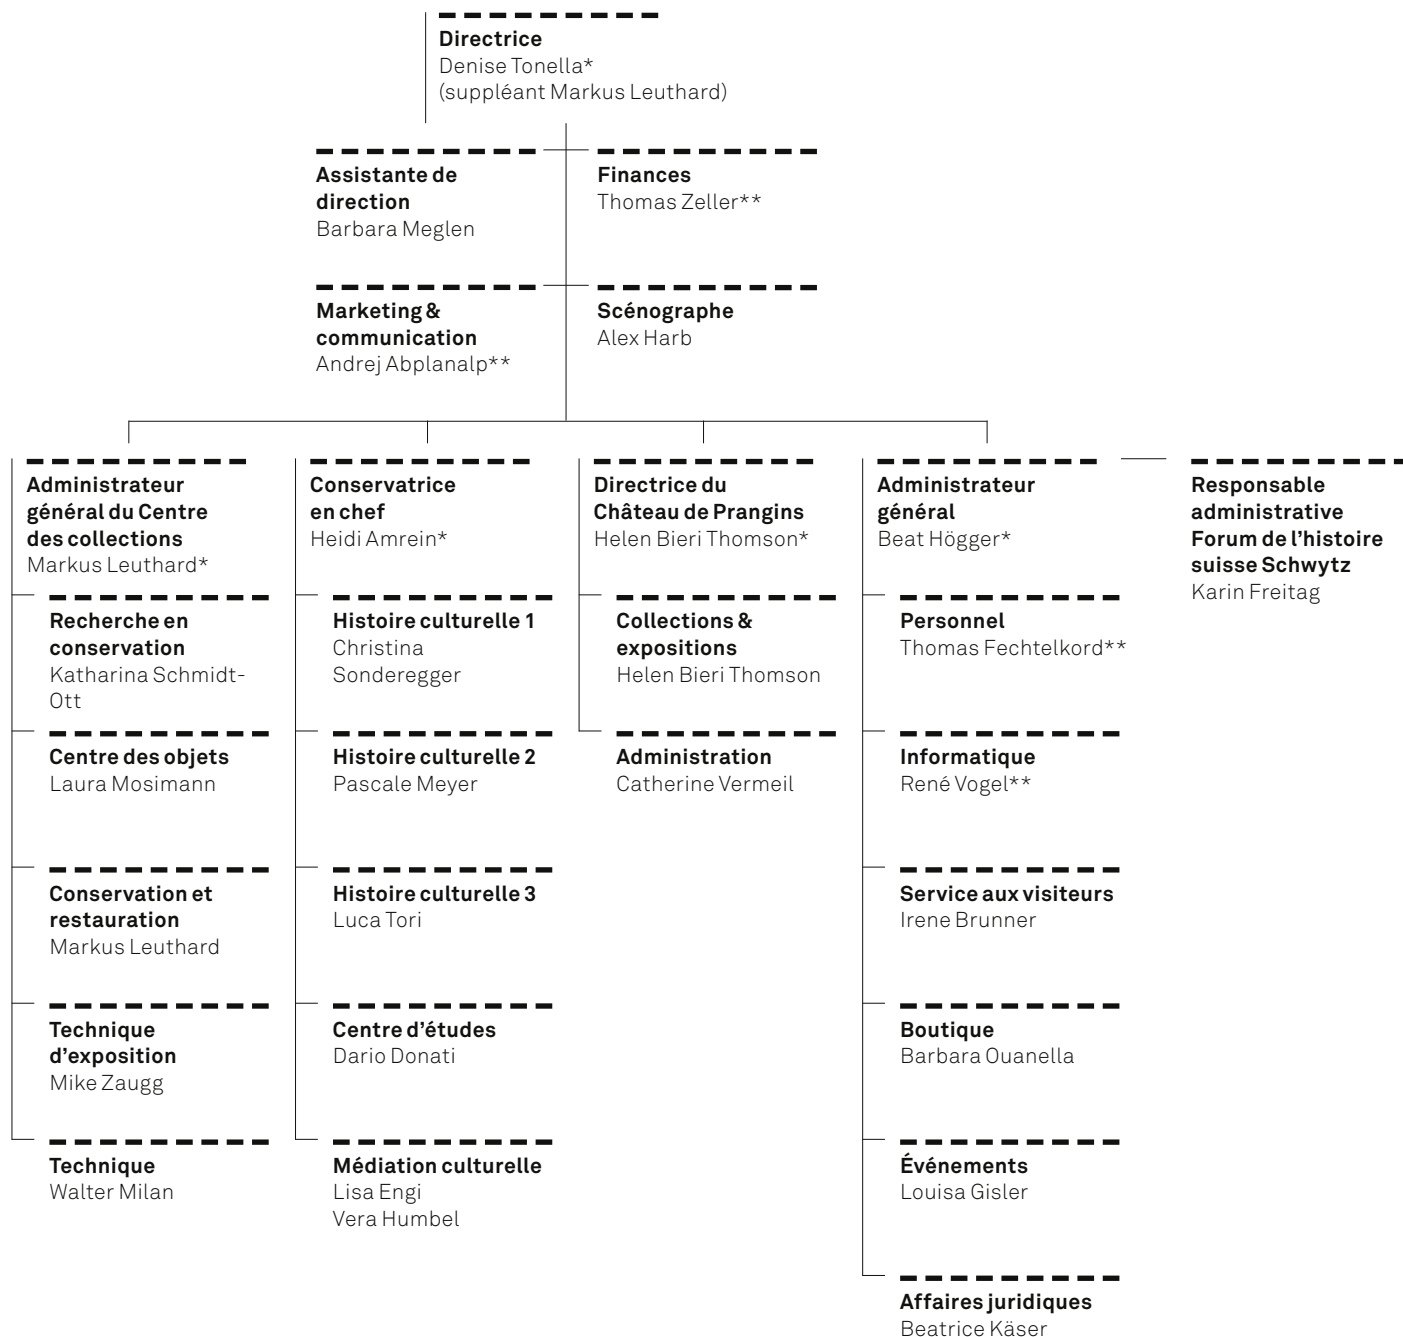 Directrice
Denise Tonella*
(suppléant Markus Leuthard)
Assistante de
direction
Barbara Meglen
Finances
Thomas Zeller**
Marketing &
communication
Andrej Abplanalp**
Scénographe
Alex Harb
Administrateur
général du Centre
des collections
Markus Leuthard*
Recherche en
conservation
Katharina Schmidt-
Ott
Centre des objets
Laura Mosimann
Conservation et
restauration
Markus Leuthard
Technique
d'exposition
Mike Zaugg
Technique
Walter Milan
Conservatrice
en chef
Heidi Amrein*
Histoire culturelle 1
Christina
Sonderegger
Histoire culturelle 2
Pascale Meyer
Histoire culturelle 3
Luca Tori
Centre d'études
Dario Donati
Médiation culturelle
Lisa Engi
Vera Humbel
Directrice du
Château de Prangins
Helen Bieri Thomson*
Collections &
expositions
Helen Bieri Thomson
Administration
Catherine Vermeil
Administrateur
général
Beat Högger*
Personnel
Thomas Fechtelkord**
Informatique
René Vogel**
Service aux visiteurs
Irene Brunner
Boutique
Barbara Ouanella
Événements
Louisa Gisler
Affaires juridiques
Beatrice Käser
Responsable
administrative
Forum de l'histoire
suisse Schwytz
Karin Freitag